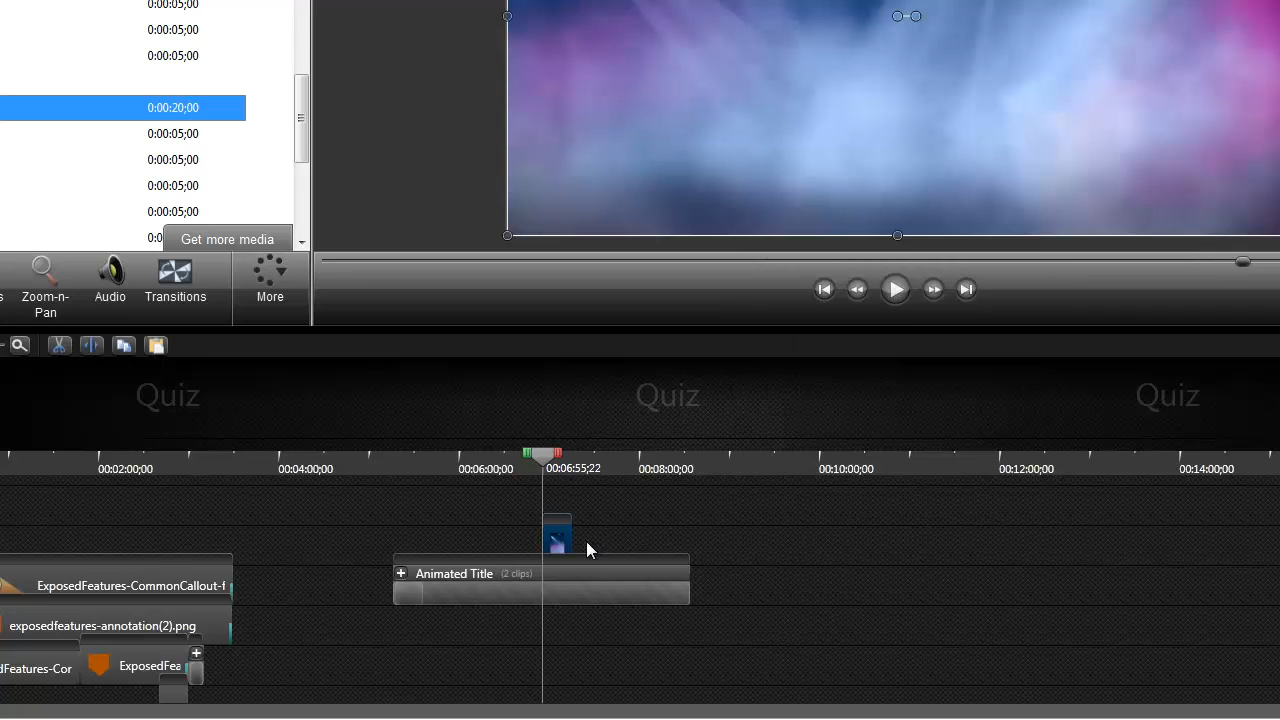 0:00:05;00
0:00:05;00
0:00:20;00
0:00:05;00
0:00:05;00
0:00:05;00
0:00:05;00
Get more media
Zoom-n-
Pan
Audio
Transitions
More
Quiz
Quiz
Quiz
00:02:00;00
00:04:00;00
00:06:00;00
00:06:55;22
00:08:00;00
00:10:00;00
00:12:00;00
00:14:00;00
Animated Title (2 clips)
ExposedFeatures-CommonCallout-f
exposedfeatures-annotation(2).png
dFeatures-Cor
ExposedFea